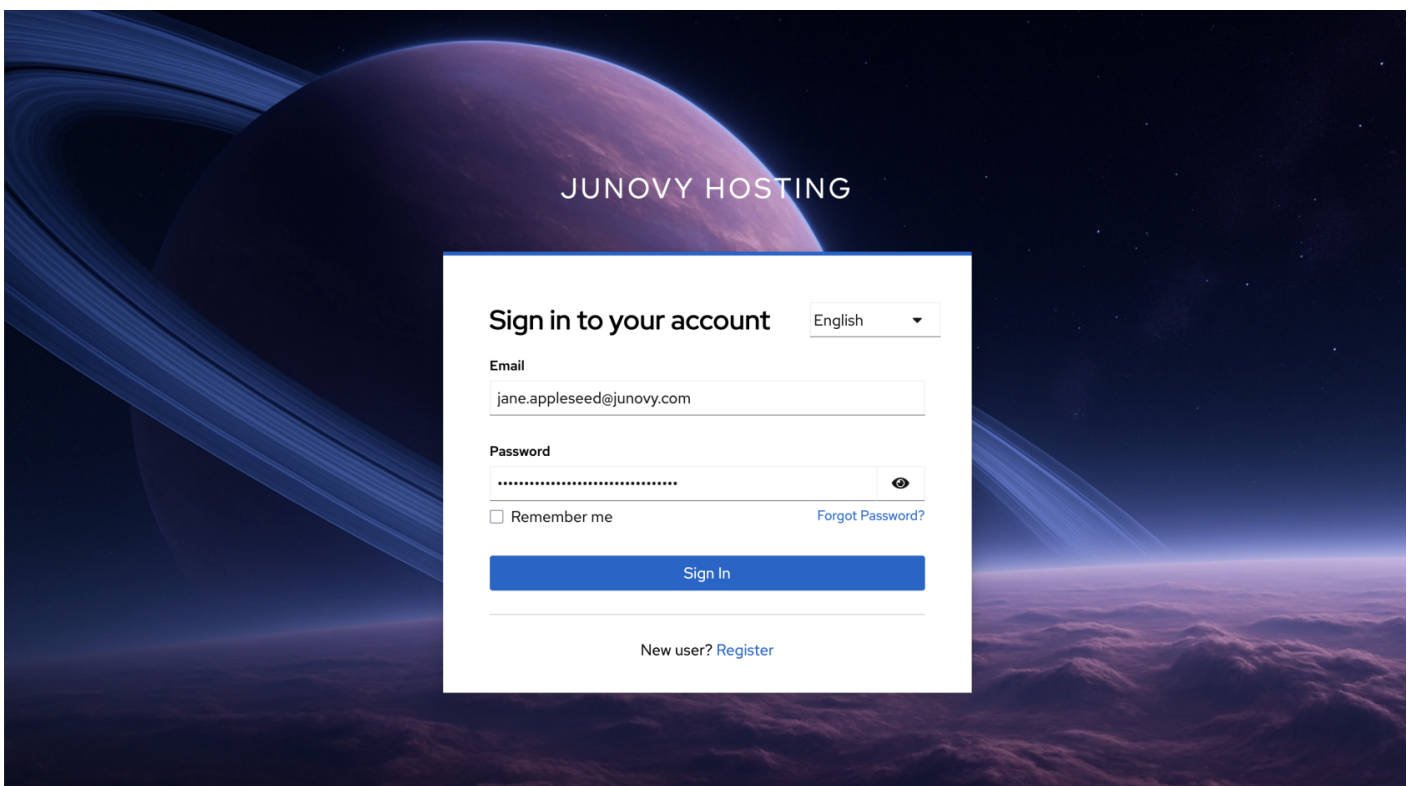 JUNOVY HOSTING
Sign in to your account
English
Email
jane.appleseed@junovy.com
Password
••••••••••••••••••••••••••••••••••
Remember me
Forgot Password?
Sign In
New user? Register